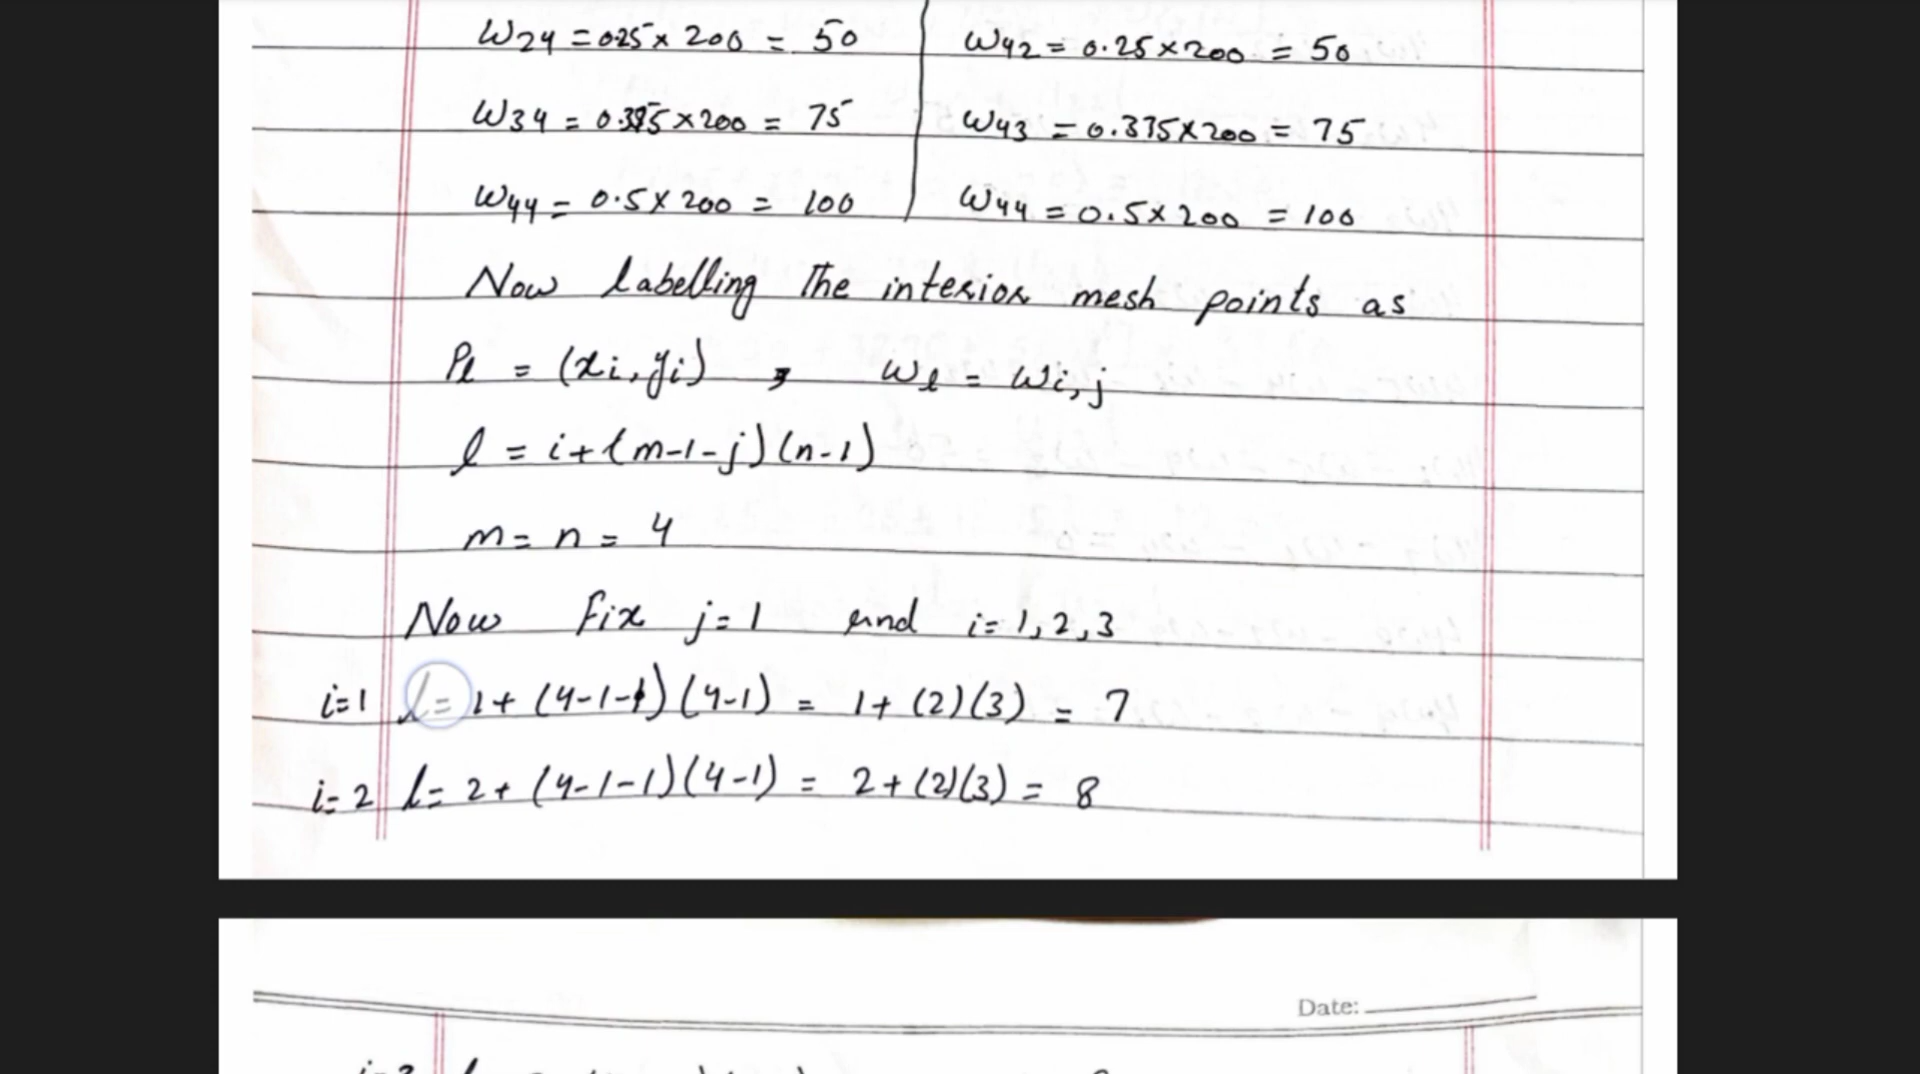 W24 = 0.25 × 200 = 50
W42 = 0.25 × 200 = 50
W34 = 0.375 × 200 = 75
W43 = 0.375 × 200 = 75
W44 = 0.5 × 200 = 100
W44 = 0.5 × 200 = 100
Now labelling the interior mesh points as
Pl = (xi, yi) , wl = wi,j
l = i + (m-1-j)(n-1)
m = n = 4
Now fix j = 1 and i = 1, 2, 3
i=1 l = 1 + (4-1-1)(4-1) = 1 + (2)(3) = 7
i=2 l = 2 + (4-1-1)(4-1) = 2 + (2)(3) = 8
Date: